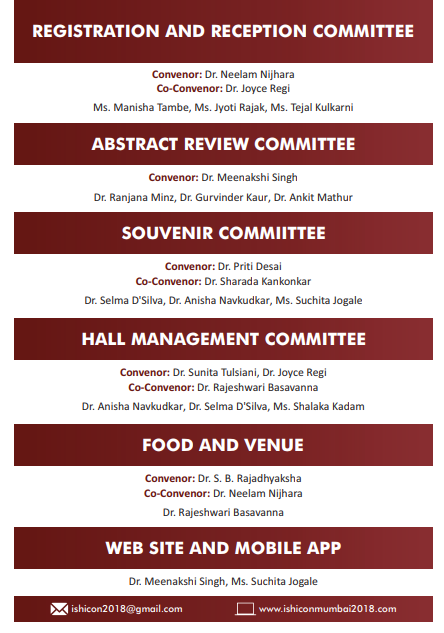 REGISTRATION AND RECEPTION COMMITTEE
Convenor: Dr. Neelam Nijhara
Co-Convenor: Dr. Joyce Regi
Ms. Manisha Tambe, Ms. Jyoti Rajak, Ms. Tejal Kulkarni
ABSTRACT REVIEW COMMITTEE
Convenor: Dr. Meenakshi Singh
Dr. Ranjana Minz, Dr. Gurvinder Kaur, Dr. Ankit Mathur
SOUVENIR COMMIITTEE
Convenor: Dr. Priti Desai
Co-Convenor: Dr. Sharada Kankonkar
Dr. Selma D'Silva, Dr. Anisha Navkudkar, Ms. Suchita Jogale
HALL MANAGEMENT COMMITTEE
Convenor: Dr. Sunita Tulsiani, Dr. Joyce Regi
Co-Convenor: Dr. Rajeshwari Basavanna
Dr. Anisha Navkudkar, Dr. Selma D'Silva, Ms. Shalaka Kadam
FOOD AND VENUE
Convenor: Dr. S. B. Rajadhyaksha
Co-Convenor: Dr. Neelam Nijhara
Dr. Rajeshwari Basavanna
WEB SITE AND MOBILE APP
Dr. Meenakshi Singh, Ms. Suchita Jogale
ishicon2018@gmail.com www.ishiconmumbai2018.com